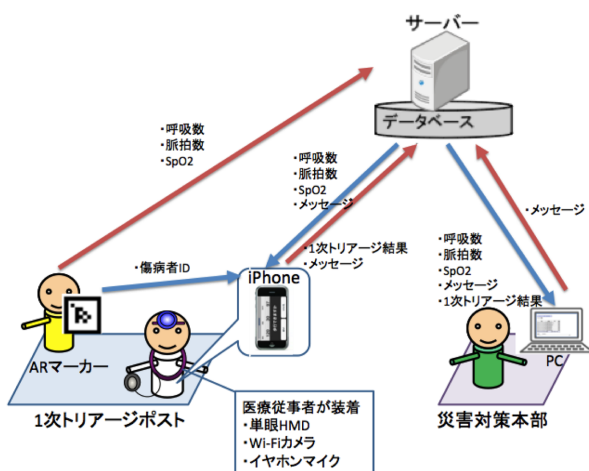 サーバー
データベース
・呼吸数
・脈拍数
・SpO2
・呼吸数
・脈拍数
・SpO2
・メッセージ
・メッセージ
・1次トリアージ結果
・メッセージ
・呼吸数
・脈拍数
SpO2
・メッセージ
・1次トリアージ結果
・傷病者ID
iPhone
ARマーカー
PC
1次トリアージポスト
災害対策本部
医療従事者が装着
・単眼HMD
・Wi-Fiカメラ
・イヤホンマイク